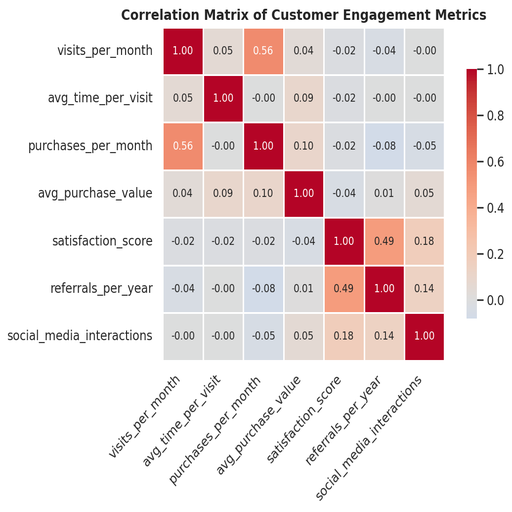 Correlation Matrix of Customer Engagement Metrics
visits_per_month 1.00 0.05 0.56 0.04 -0.02 -0.04 -0.00
avg_time_per_visit 0.05 1.00 -0.00 0.09 -0.02 -0.00 -0.00
purchases_per_month 0.56 -0.00 1.00 0.10 -0.02 -0.08 -0.05
avg_purchase_value 0.04 0.09 0.10 1.00 -0.04 0.01 0.05
satisfaction_score -0.02 -0.02 -0.02 -0.04 1.00 0.49 0.18
referrals_per_year -0.04 -0.00 -0.08 0.01 0.49 1.00 0.14
social_media_interactions -0.00 -0.00 -0.05 0.05 0.18 0.14 1.00
visits_per_month
avg_time_per_visit
purchases_per_month
avg_purchase_value
satisfaction_score
referrals_per_year
social_media_interactions
1.0
0.8
0.6
0.4
0.2
0.0